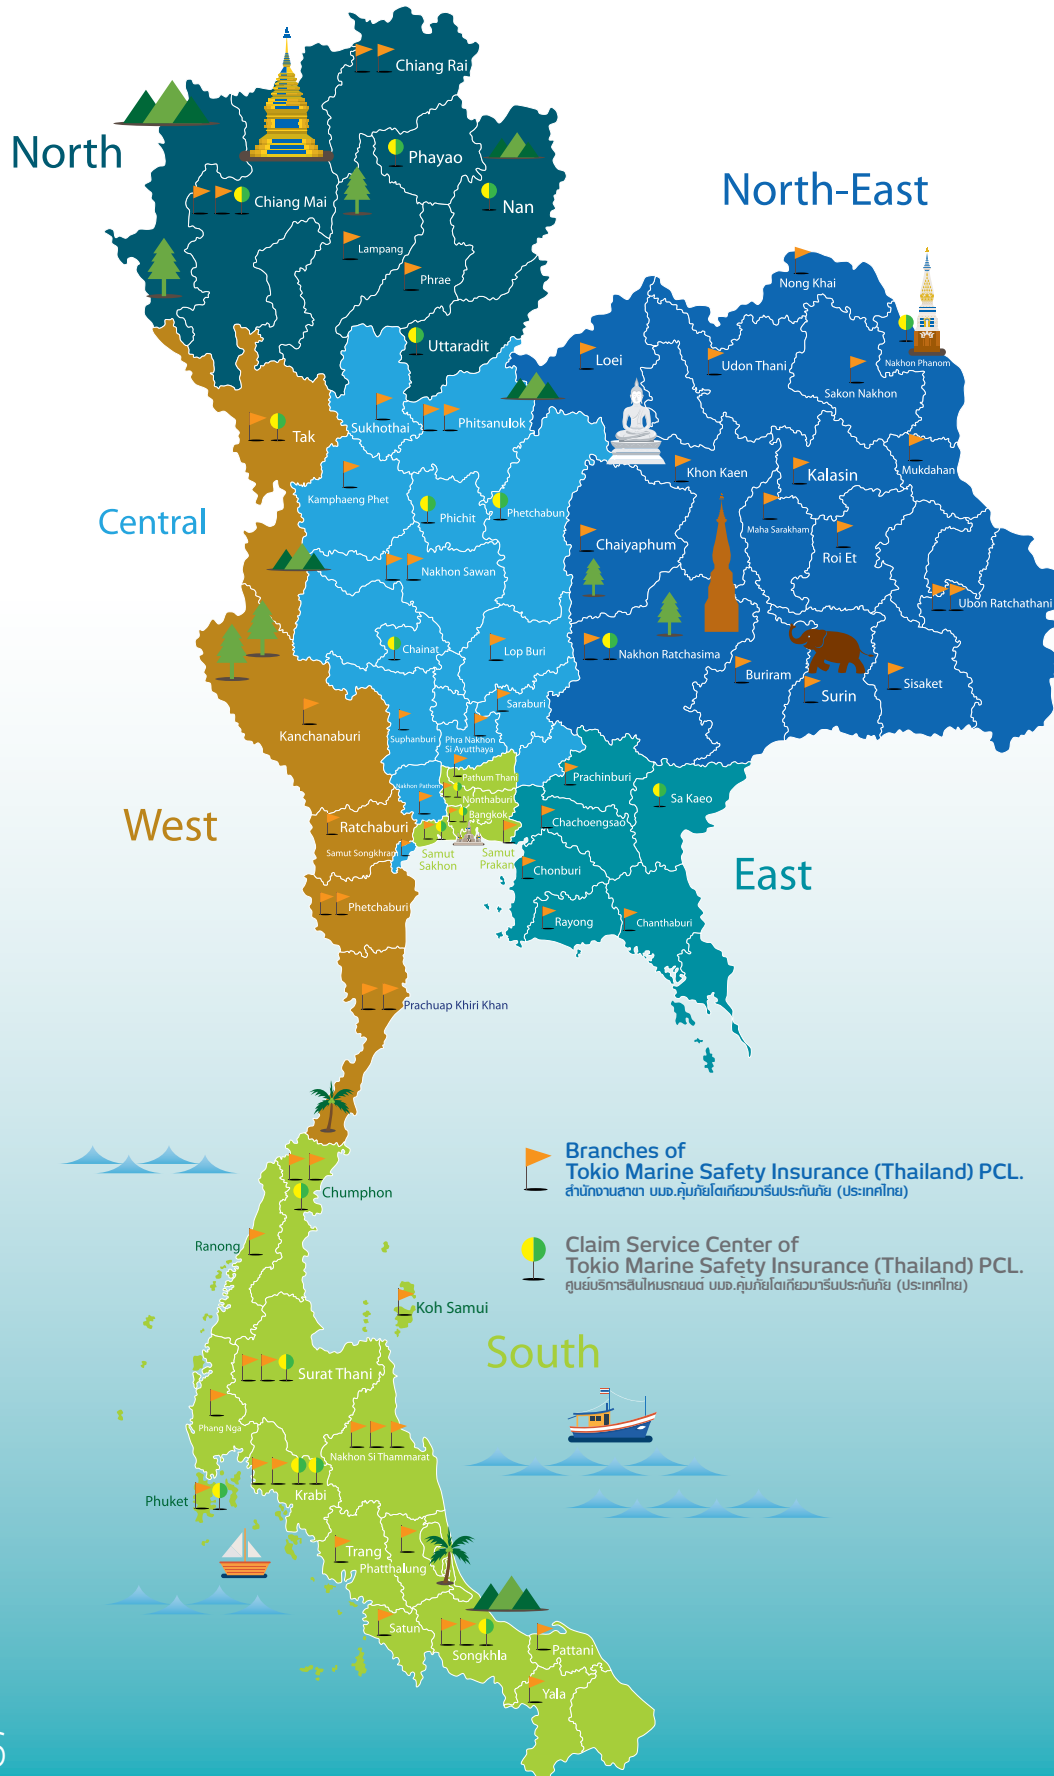 Chiang Rai
North
Phayao
North-East
Chiang Mai
Nan
Lampang
Phrae
Nong Khai
Uttaradit
Loei
Udon Thani
Nakhon Phanom
Sakon Nakhon
Sukhothai
Phitsanulok
Tak
Khon Kaen
Kalasin
Mukdahan
Kamphaeng Phet
Central
Phichit
Phetchabun
Maha Sarakham
Chaiyaphum
Roi Et
Nakhon Sawan
Ubon Ratchathani
Chainat
Lop Buri
Nakhon Ratchasima
Buriram
Surin
Sisaket
Saraburi
Kanchanaburi
Suphanburi
Phra Nakhon
Si Ayutthaya
Pathum Thani
Prachinburi
Nakhon Pathom
Nonthaburi
Sa Kaeo
West
Ratchaburi
Bangkok
Chachoengsao
Samut Songkhram
Samut
Sakhon
Samut
Prakan
Chonburi
East
Phetchaburi
Rayong
Chanthaburi
Prachuap Khiri Khan
Branches of
Tokio Marine Safety Insurance (Thailand) PCL.
สำนักงานสาขา บมจ.คุ้มภัยโตเกียวมารีนประกันภัย (ประเทศไทย)
Chumphon
Ranong
Claim Service Center of
Tokio Marine Safety Insurance (Thailand) PCL.
ศูนย์บริการสินไหมรถยนต์ บมจ.คุ้มภัยโตเกียวมารีนประกันภัย (ประเทศไทย)
Koh Samui
South
Surat Thani
Phang Nga
Nakhon Si Thammarat
Krabi
Phuket
Trang
Phatthalung
Satun
Songkhla
Pattani
Yala